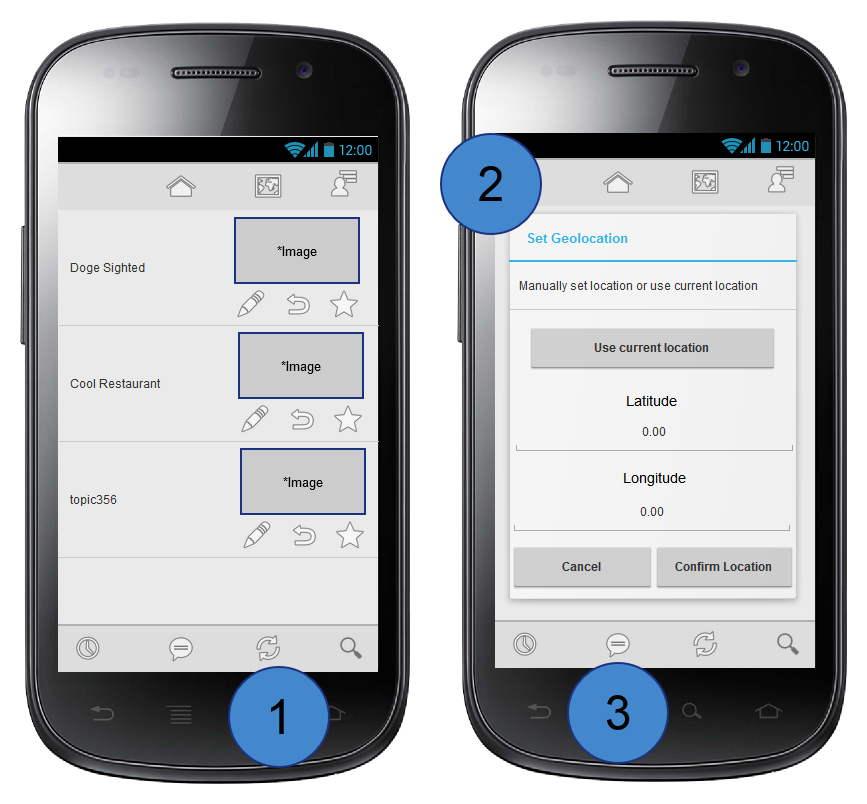 12:00
Doge Sighted
*Image
Cool Restaurant
*Image
topic356
*Image
1
12:00
2
Set Geolocation
Manually set location or use current location
Use current location
Latitude
0.00
Longitude
0.00
Cancel
Confirm Location
3